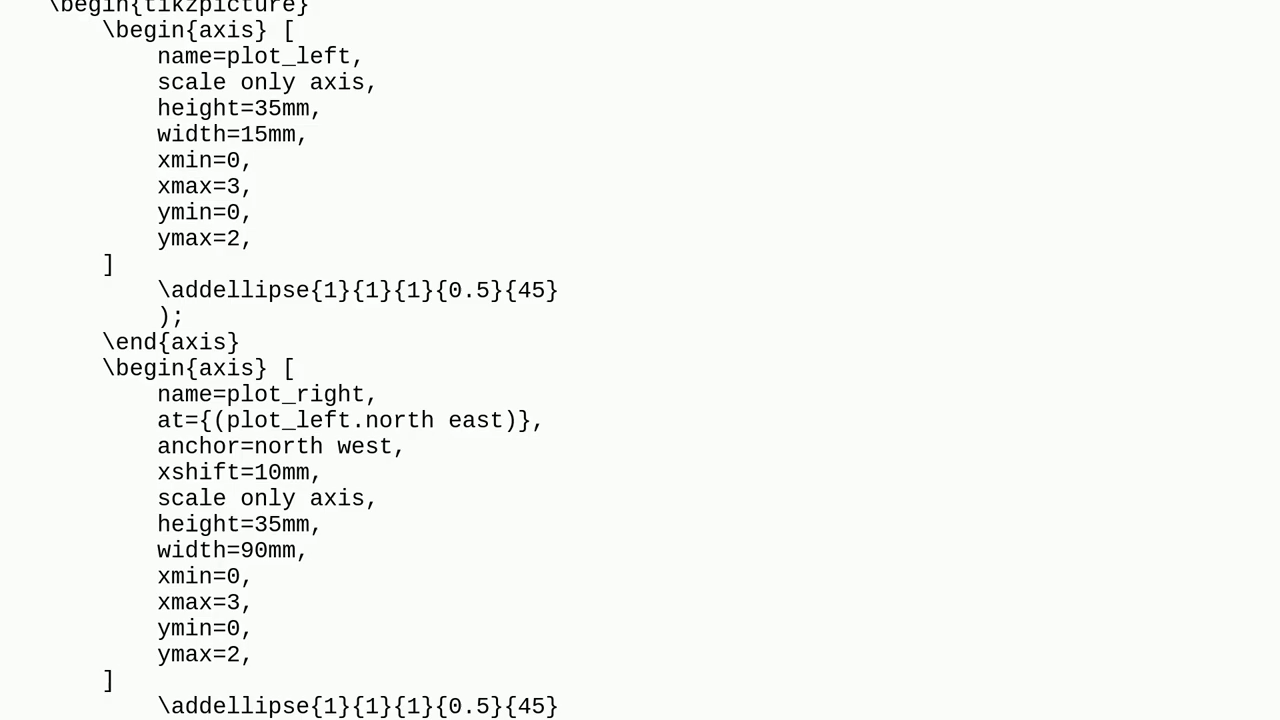 \begin{tikzpicture}
    \begin{axis} [
        name=plot_left,
        scale only axis,
        height=35mm,
        width=15mm,
        xmin=0,
        xmax=3,
        ymin=0,
        ymax=2,
    ]
        \addellipse{1}{1}{1}{0.5}{45}
        );
    \end{axis}
    \begin{axis} [
        name=plot_right,
        at={(plot_left.north east)},
        anchor=north west,
        xshift=10mm,
        scale only axis,
        height=35mm,
        width=90mm,
        xmin=0,
        xmax=3,
        ymin=0,
        ymax=2,
    ]
        \addellipse{1}{1}{1}{0.5}{45}